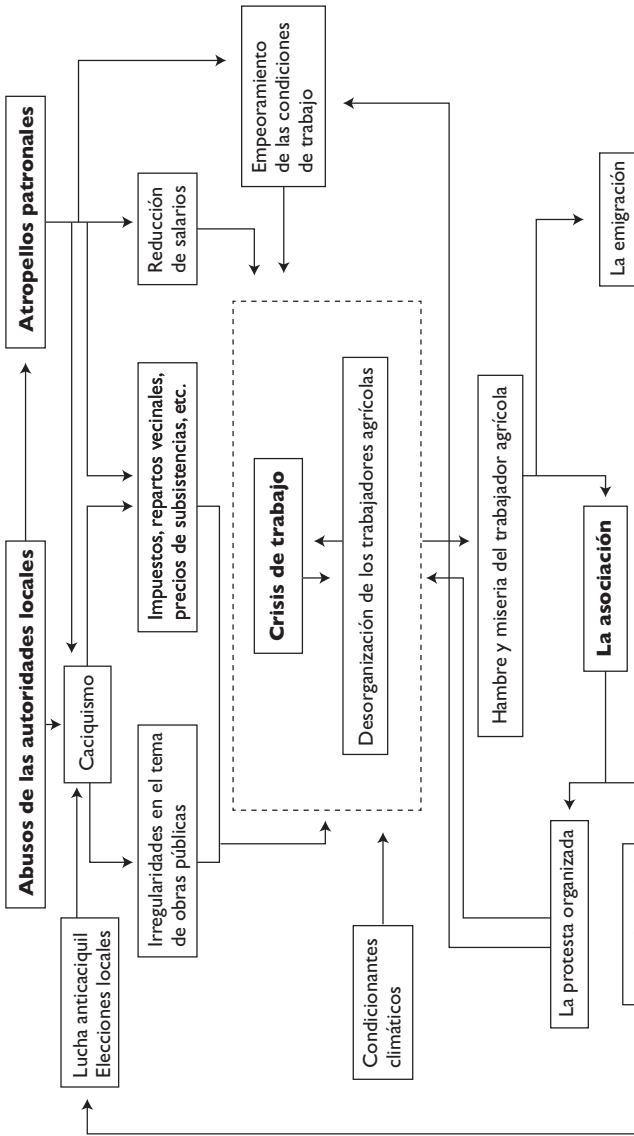 Abusos de las autoridades locales
Atropellos patronales
Lucha anticaciquil
Elecciones locales
Caciquismo
Irregularidades en el tema
de obras públicas
Impuestos, repartos vecinales,
precios de subsistencias, etc.
Reducción
de salarios
Empeoramiento
de las condiciones
de trabajo
Crisis de trabajo
Desorganización de los trabajadores agrícolas
Condicionantes
climáticos
Hambre y miseria del trabajador agrícola
La protesta organizada
La asociación
La emigración